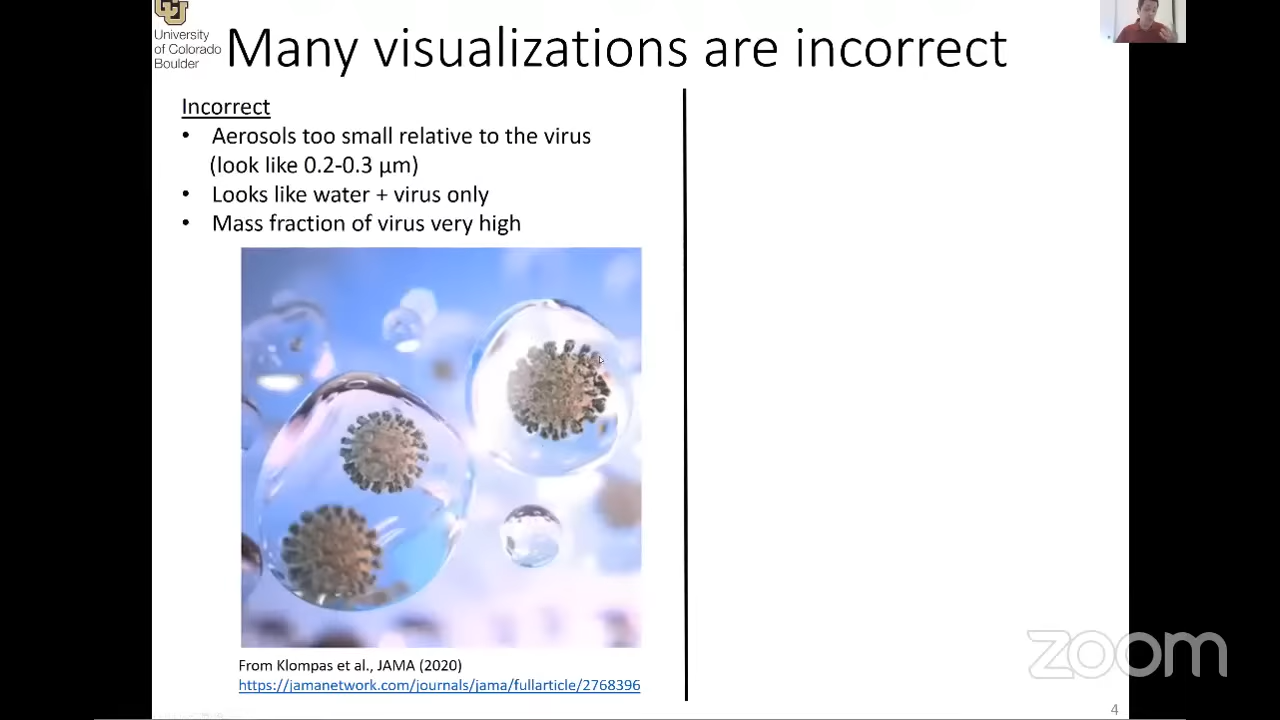 University
of Colorado
Boulder
Many visualizations are incorrect
Incorrect
• Aerosols too small relative to the virus
(look like 0.2-0.3 μm)
• Looks like water + virus only
• Mass fraction of virus very high
From Klompas et al., JAMA (2020)
https://jamanetwork.com/journals/jama/fullarticle/2768396
zoom
4